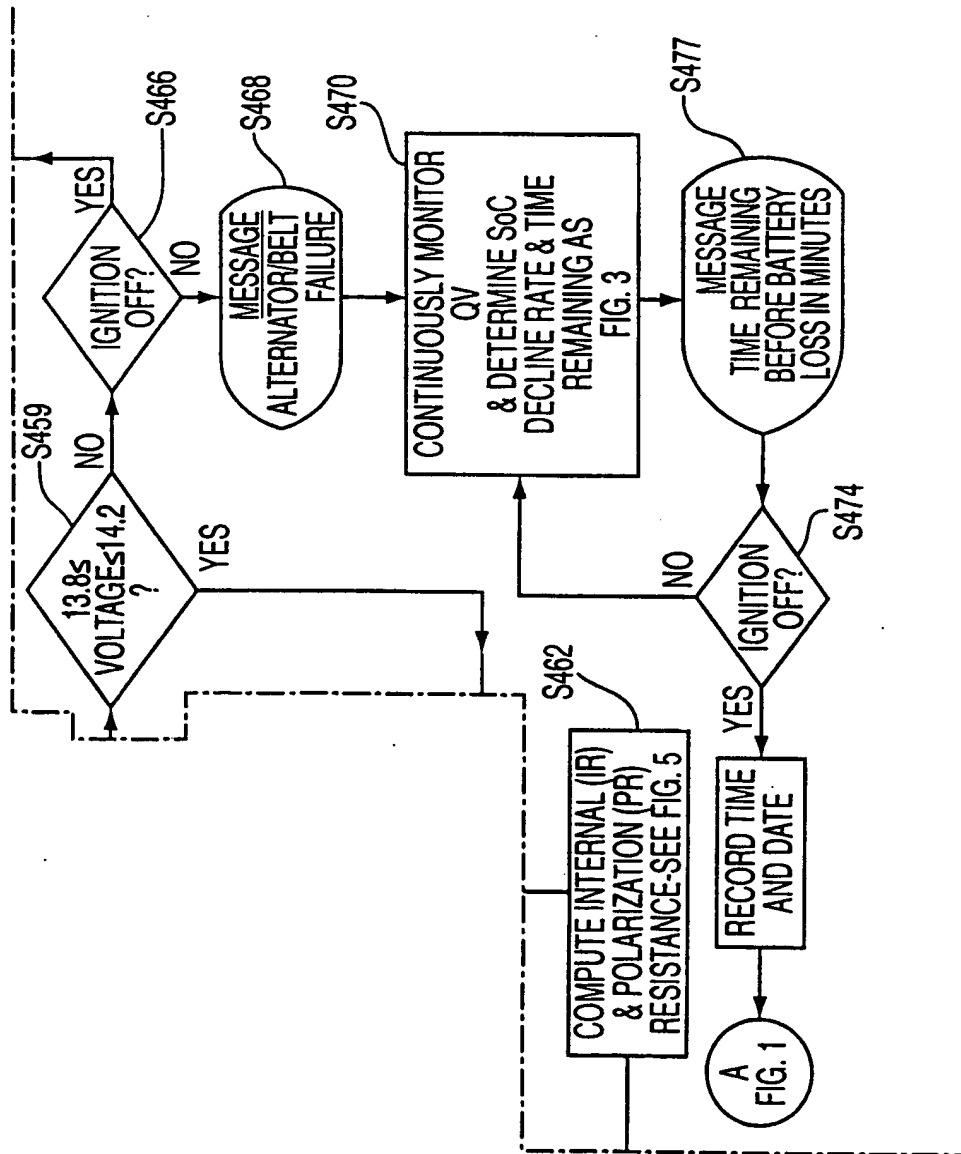 S459
13.8≤
VOLTAGE≤14.2
?
NO
YES
S466
IGNITION
OFF?
YES
NO
S468
MESSAGE
ALTERNATOR/BELT
FAILURE
S470
CONTINUOUSLY MONITOR
QV
& DETERMINE SoC
DECLINE RATE & TIME
REMAINING AS
FIG. 3
S477
MESSAGE
TIME REMAINING
BEFORE BATTERY
LOSS IN MINUTES
S474
IGNITION
OFF?
NO
YES
S462
COMPUTE INTERNAL (IR)
& POLARIZATION (PR)
RESISTANCE-SEE FIG. 5
RECORD TIME
AND DATE
A
FIG. 1